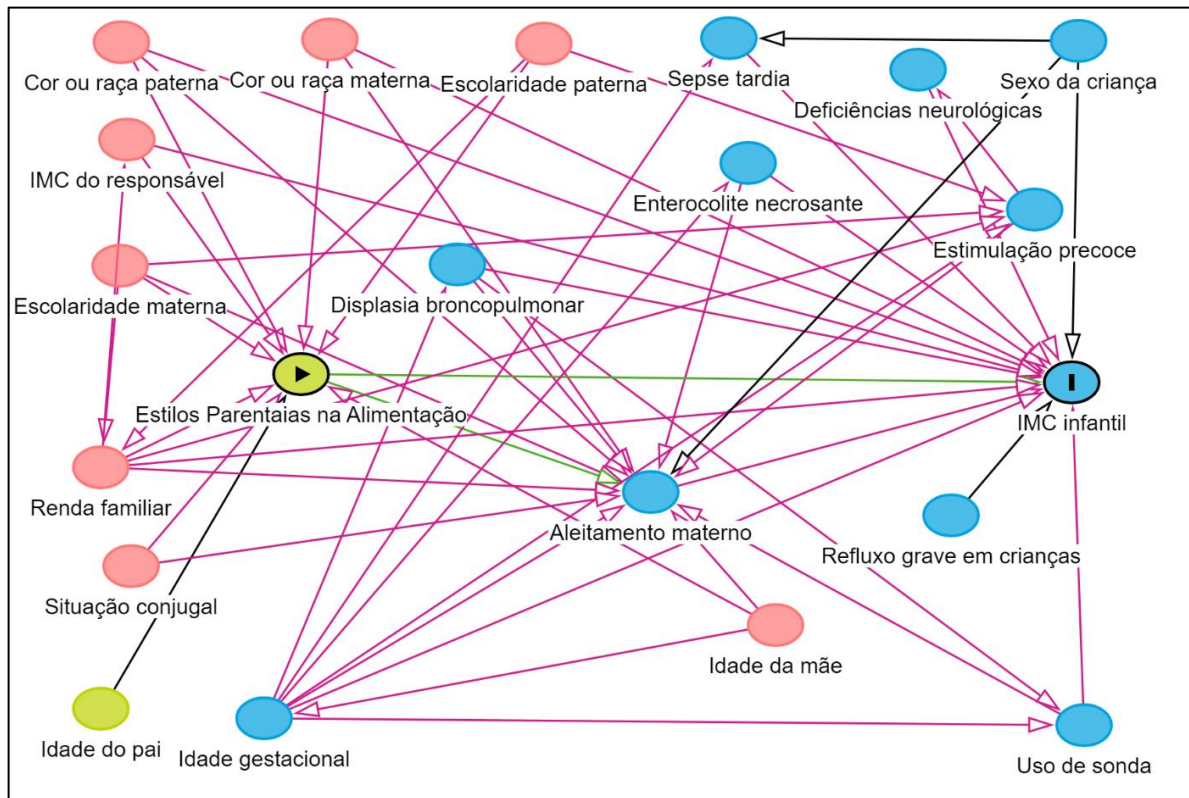 Cor ou raça paterna
Cor ou raça materna
Escolaridade paterna
Sepse tardia
Sexo da criança
Deficiências neurológicas
IMC do responsável
Enterocolite necrosante
Estimulação precoce
Escolaridade materna
Displasia broncopulmonar
Estilos Parentaias na Alimentação
IMC infantil
Renda familiar
Aleitamento materno
Refluxo grave em crianças
Situação conjugal
Idade da mãe
Idade do pai
Idade gestacional
Uso de sonda